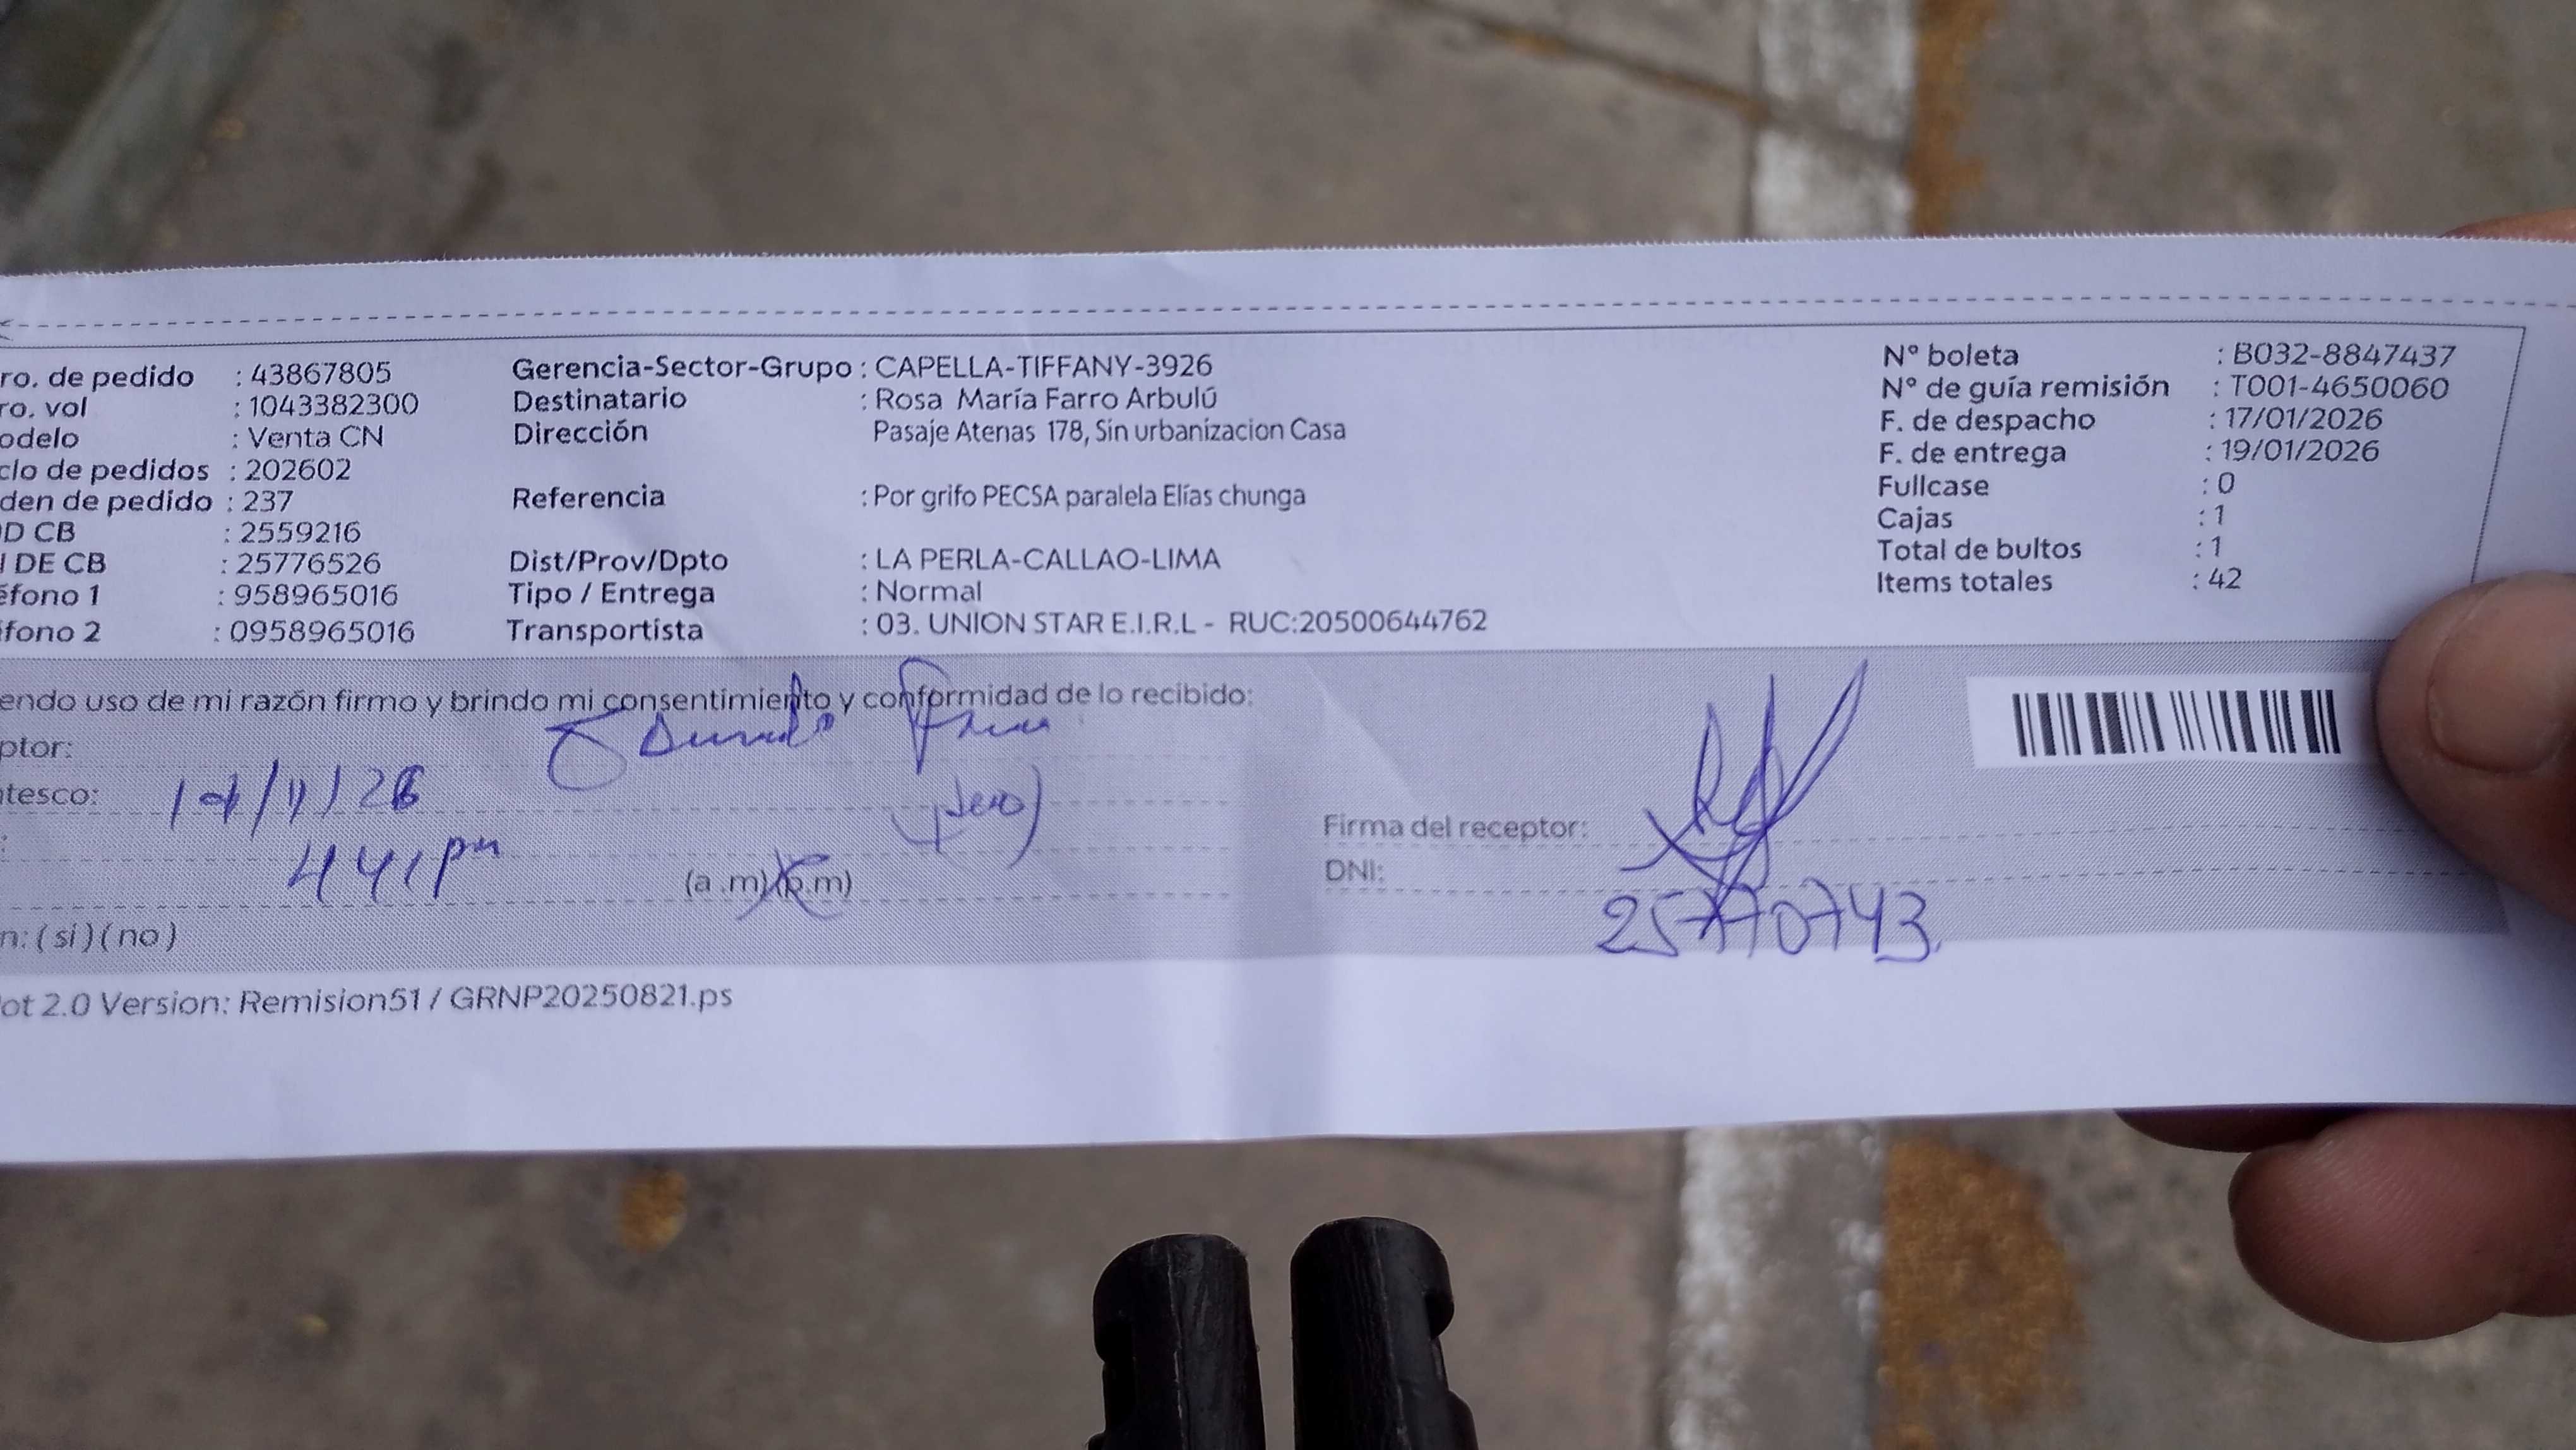 ro. de pedido : 43867805
ro. vol : 1043382300
odelo : Venta CN
clo de pedidos : 202602
den de pedido : 237
D CB : 2559216
I DE CB : 25776526
éfono 1 : 958965016
fono 2 : 0958965016
Gerencia-Sector-Grupo : CAPELLA-TIFFANY-3926
Destinatario : Rosa María Farro Arbulú
Dirección Pasaje Atenas 178, Sin urbanizacion Casa
Referencia : Por grifo PECSA paralela Elías chunga
Dist/Prov/Dpto : LA PERLA-CALLAO-LIMA
Tipo / Entrega : Normal
Transportista : 03. UNION STAR E.I.R.L - RUC:20500644762
N° boleta : B032-8847437
N° de guía remisión : T001-4650060
F. de despacho : 17/01/2026
F. de entrega : 19/01/2026
Fullcase : 0
Cajas : 1
Total de bultos : 1
Items totales : 42
endo uso de mi razón firmo y brindo mi consentimiento y conformidad de lo recibido:
ptor:
tesco:
:
441 pm
(a .m) (p.m)
n: ( si ) ( no )
Firma del receptor:
DNI: 25770743
ot 2.0 Version: Remision51 / GRNP20250821.ps